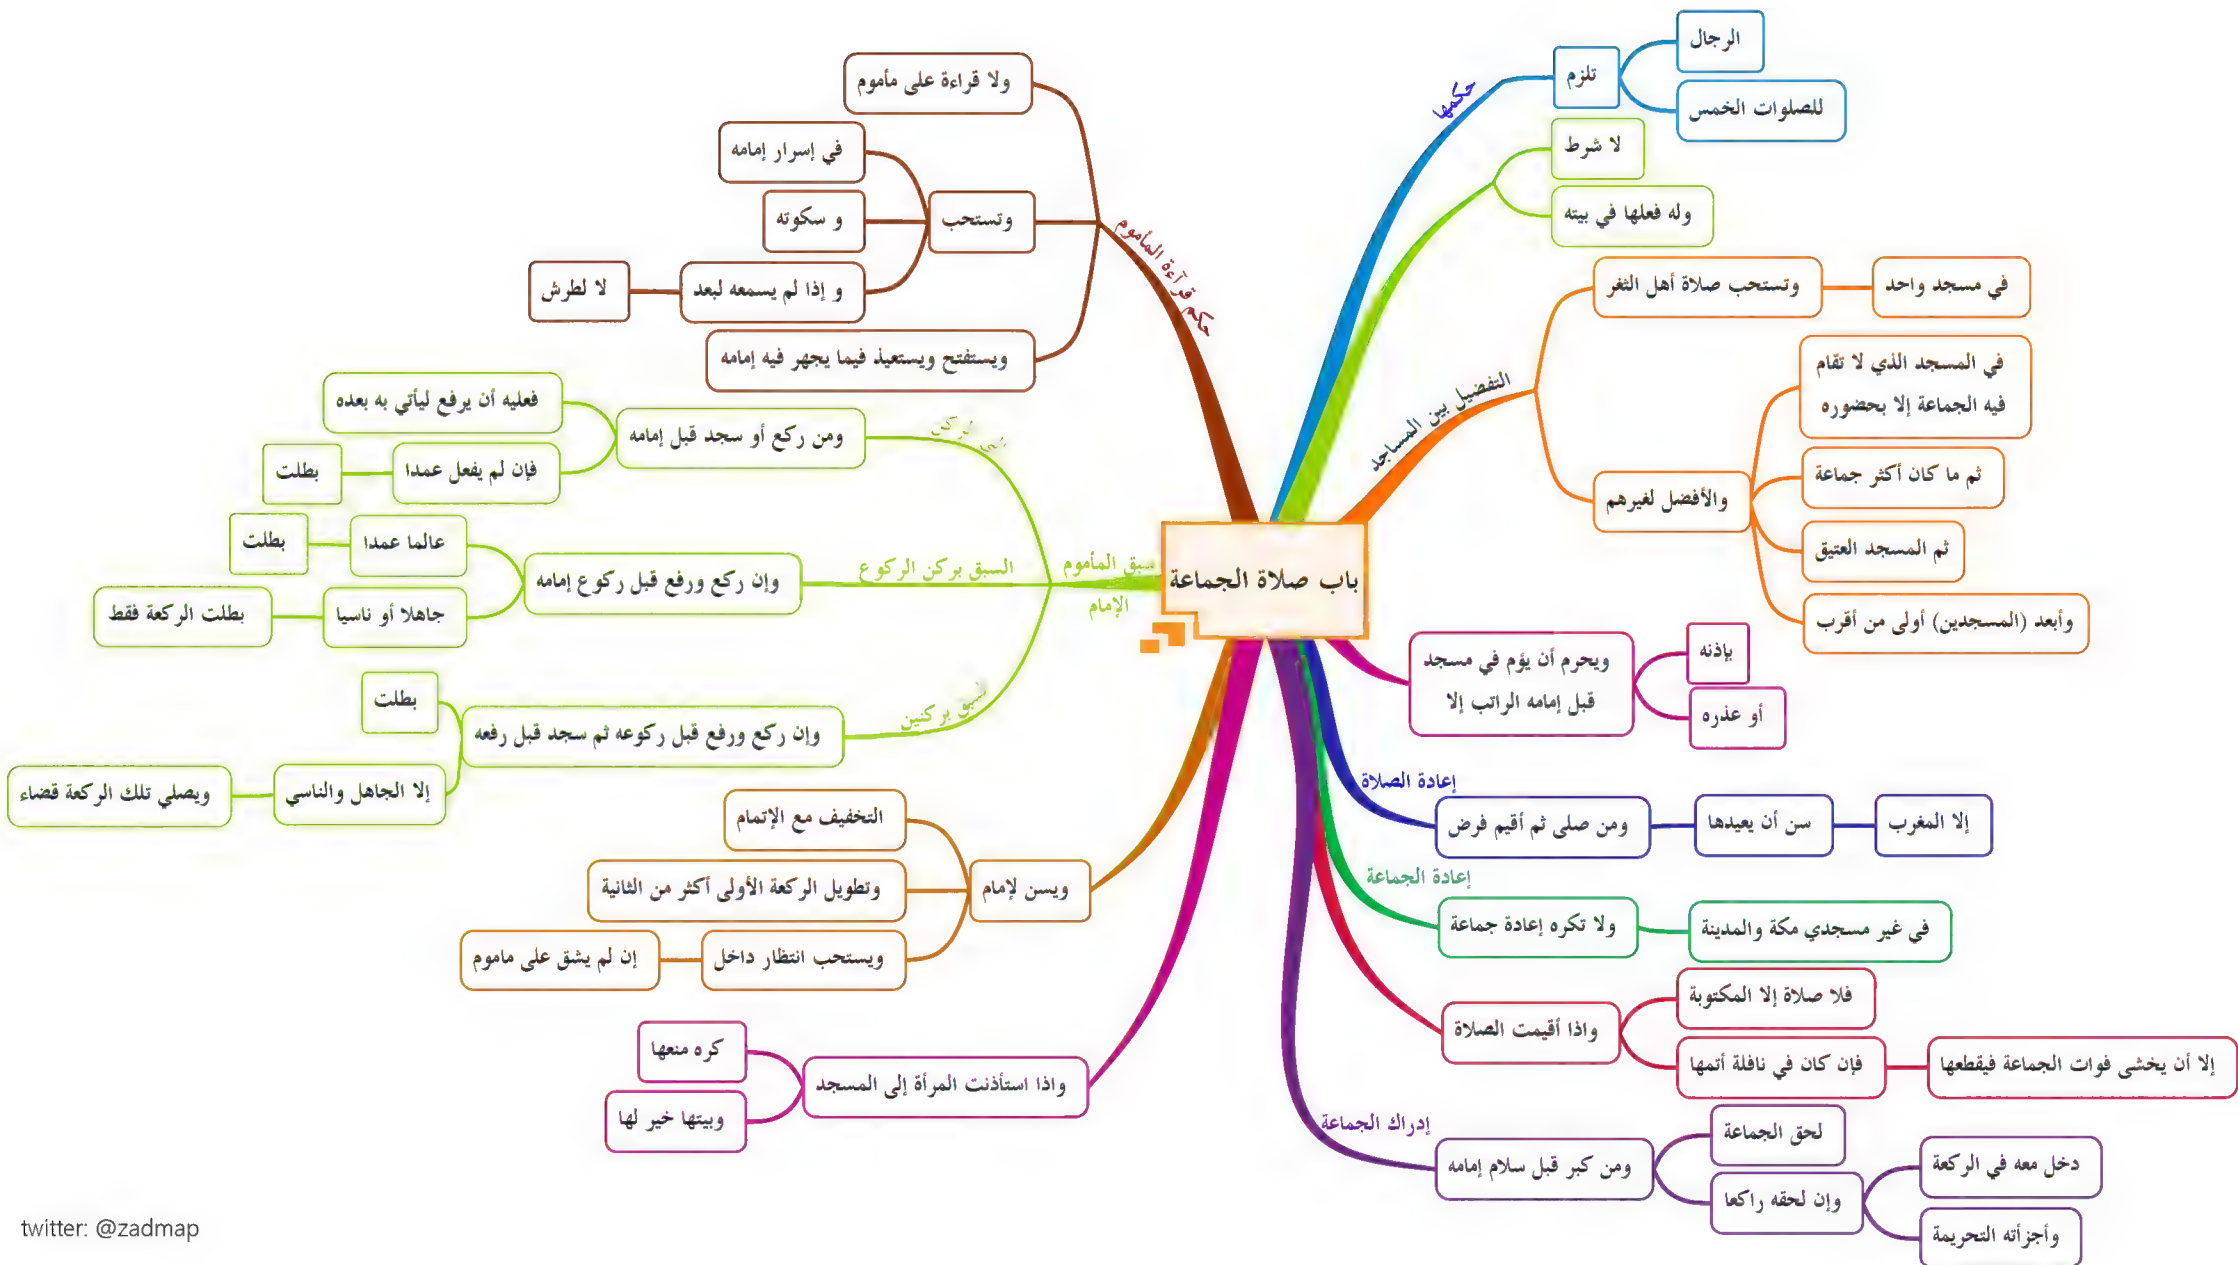 باب صلاة الجماعة
حكمها
تلزم
الرجال
للصلوات الخمس
لا شرط
وله فعلها في بيته
التفضيل بين المساجد
وتستحب صلاة أهل الثغر
في مسجد واحد
والأفضل لغيرهم
في المسجد الذي لا تقام
فيه الجماعة إلا بحضوره
ثم ما كان أكثر جماعة
ثم المسجد العتيق
وأبعد (المسجدين) أولى من أقرب
ويحرم أن يؤم في مسجد
قبل إمامه الراتب إلا
بإذنه
أو عذره
إعادة الصلاة
ومن صلى ثم أقيم فرض
سن أن يعيدها
إلا المغرب
إعادة الجماعة
ولا تكره إعادة جماعة
في غير مسجدي مكة والمدينة
واذا أقيمت الصلاة
فلا صلاة إلا المكتوبة
فإن كان في نافلة أتمها
إلا أن يخشى فوات الجماعة فيقطعها
إدراك الجماعة
ومن كبر قبل سلام إمامه
لحق الجماعة
وإن لحقه راكعا
دخل معه في الركعة
وأجزأته التحريمة
حكم قرآءة المأموم
ولا قراءة على مأموم
وتستحب
في إسرار إمامه
و سكوته
و إذا لم يسمعه لبعد
لا لطرش
ويستفتح ويستعيذ فيما يجهر فيه إمامه
سبق المأموم
الإمام
ومن ركع أو سجد قبل إمامه
فعليه أن يرفع ليأتي به بعده
فإن لم يفعل عمدا
بطلت
السبق بركن الركوع
وإن ركع ورفع قبل ركوع إمامه
عالما عمدا
بطلت
جاهلا أو ناسيا
بطلت الركعة فقط
بركنين
وإن ركع ورفع قبل ركوعه ثم سجد قبل رفعه
بطلت
إلا الجاهل والناسي
ويصلي تلك الركعة قضاء
ويسن لإمام
التخفيف مع الإتمام
وتطويل الركعة الأولى أكثر من الثانية
ويستحب انتظار داخل
إن لم يشق على ماموم
واذا استأذنت المرأة إلى المسجد
كره منعها
وبيتها خير لها
twitter: @zadmap